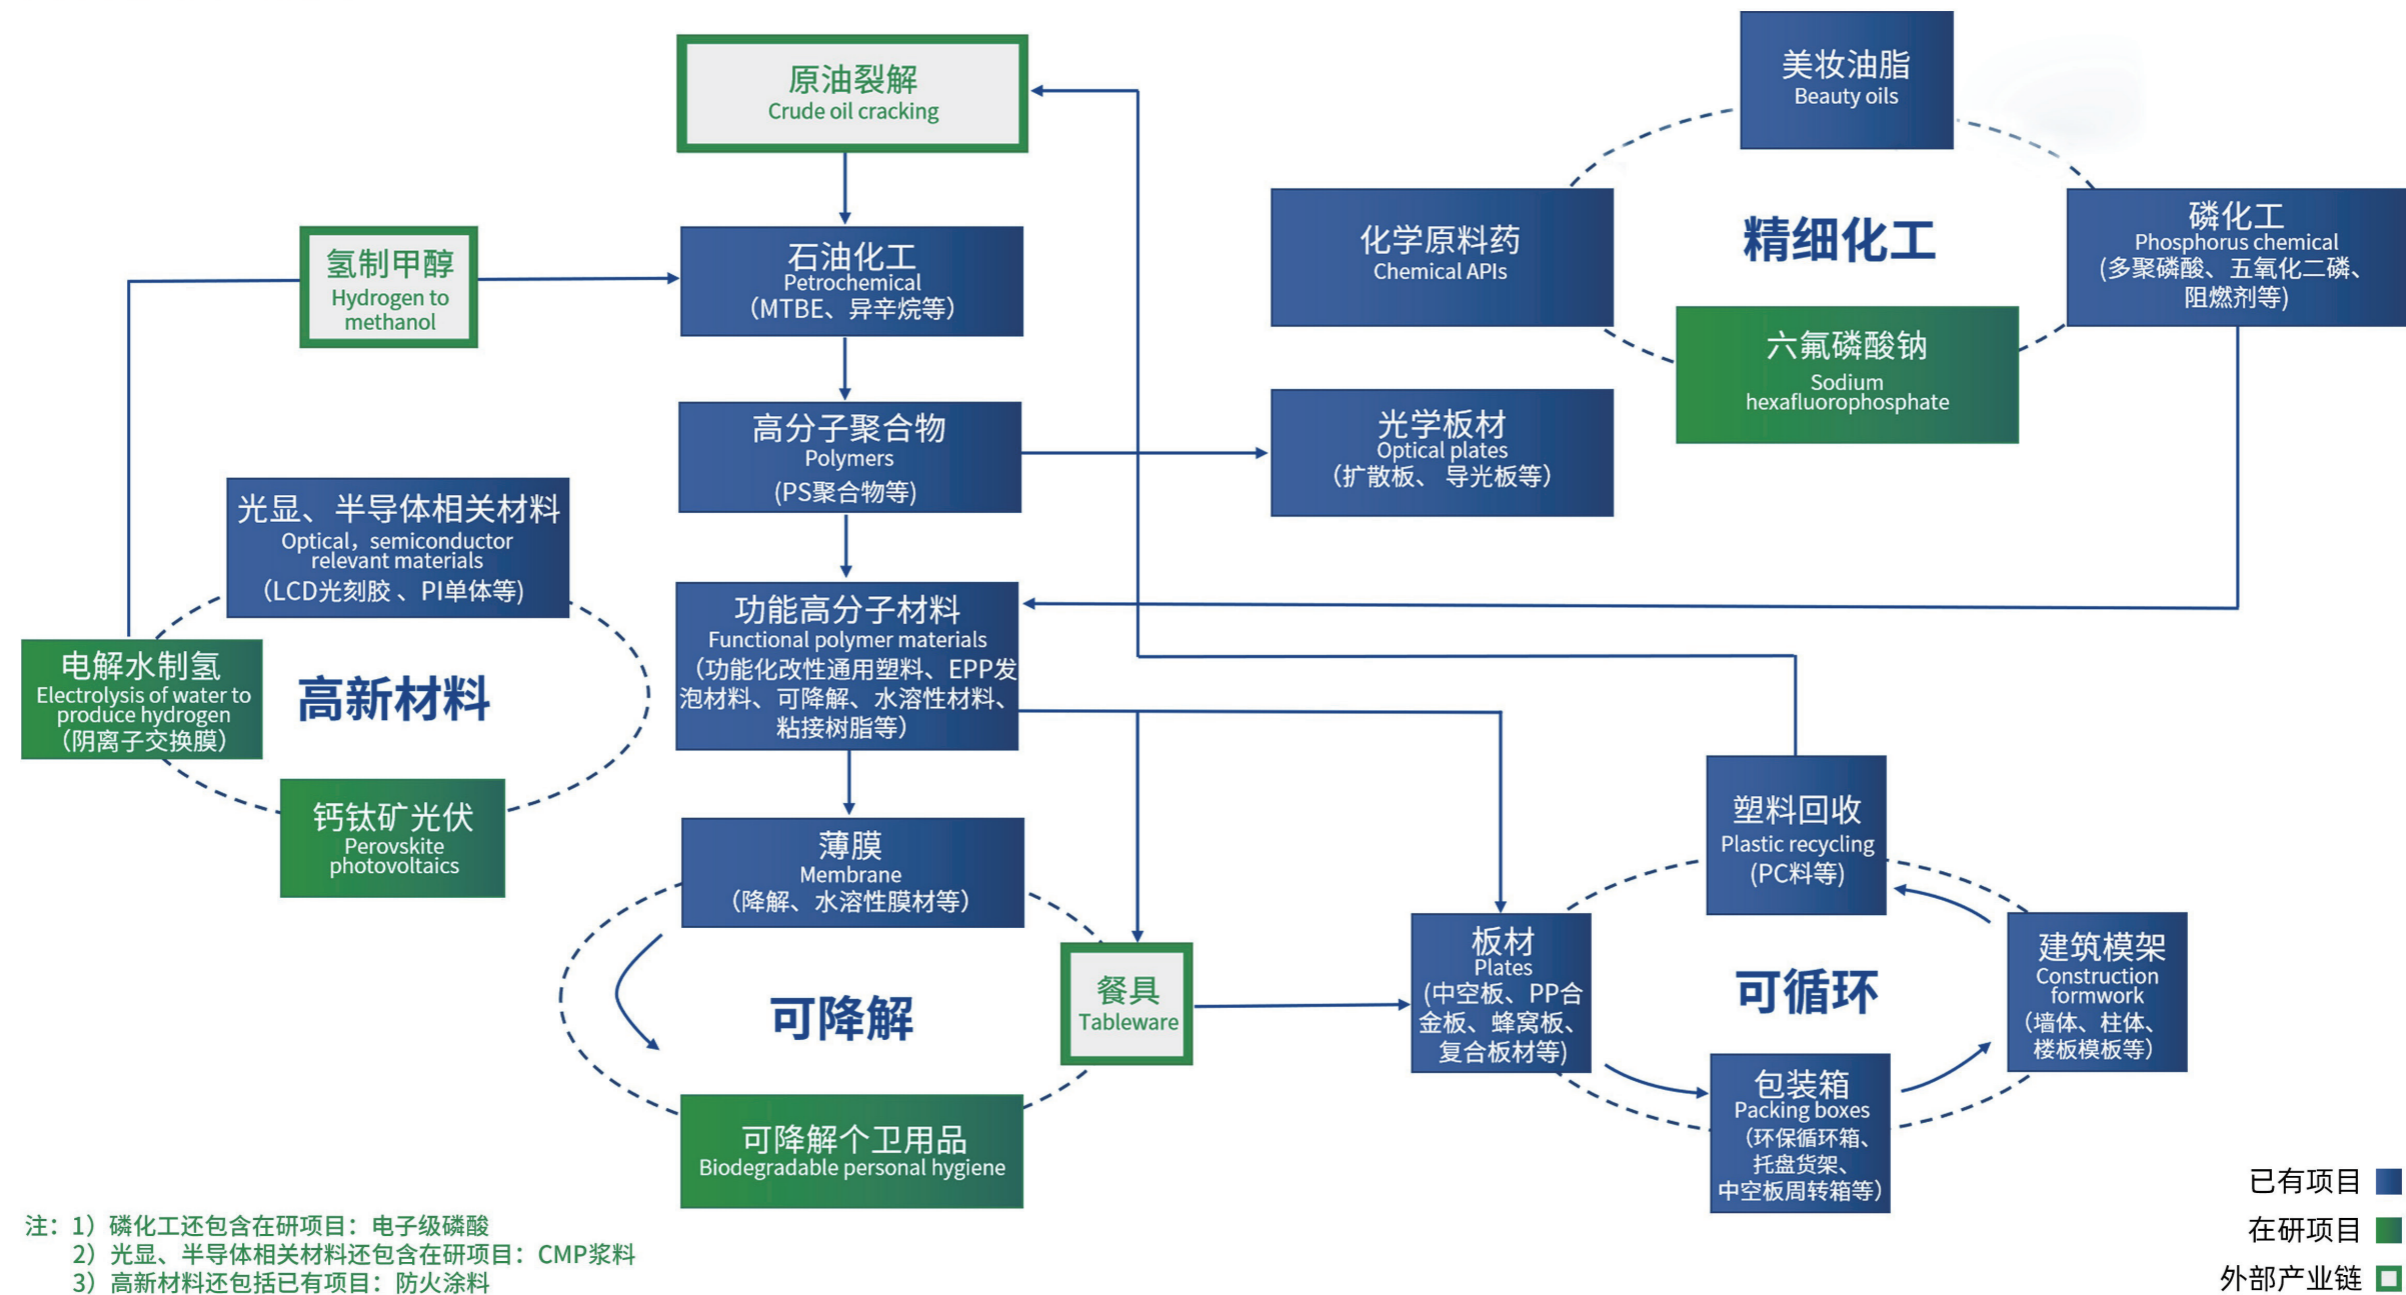 原油裂解
Crude oil cracking
美妆油脂
Beauty oils
氢制甲醇
Hydrogen to
methanol
石油化工
Petrochemical
（MTBE、异辛烷等）
化学原料药
Chemical APIs
精细化工
磷化工
Phosphorus chemical
(多聚磷酸、五氧化二磷、
阻燃剂等)
六氟磷酸钠
Sodium
hexafluorophosphate
高分子聚合物
Polymers
(PS聚合物等)
光学板材
Optical plates
（扩散板、 导光板等）
光显、半导体相关材料
Optical，semiconductor
relevant materials
（LCD光刻胶 、PI单体等)
功能高分子材料
Functional polymer materials
（功能化改性通用塑料、EPP发
泡材料、可降解、水溶性材料、
粘接树脂等）
电解水制氢
Electrolysis of water to
produce hydrogen
（阴离子交换膜）
高新材料
钙钛矿光伏
Perovskite
photovoltaics
薄膜
Membrane
（降解、水溶性膜材等）
可降解
餐具
Tableware
可降解个卫用品
Biodegradable personal hygiene
塑料回收
Plastic recycling
(PC料等)
板材
Plates
(中空板、PP合
金板、蜂窝板、
复合板材等)
可循环
建筑模架
Construction
formwork
（墙体、柱体、
楼板模板等）
包装箱
Packing boxes
（环保循环箱、
托盘货架、
中空板周转箱等）
已有项目
在研项目
外部产业链
注：1）磷化工还包含在研项目：电子级磷酸
2）光显、半导体相关材料还包含在研项目：CMP浆料
3）高新材料还包括已有项目：防火涂料